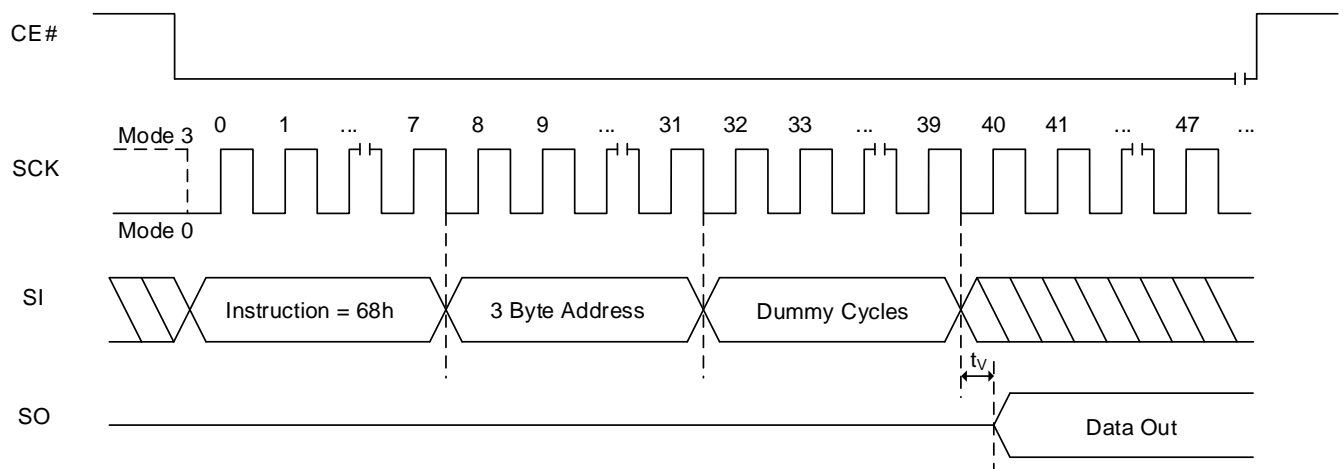 CE#
Mode 3 0 1 ... 7 8 9 ... 31 32 33 ... 39 40 41 ... 47 ...
SCK
Mode 0
SI Instruction = 68h 3 Byte Address Dummy Cycles
tV
SO Data Out